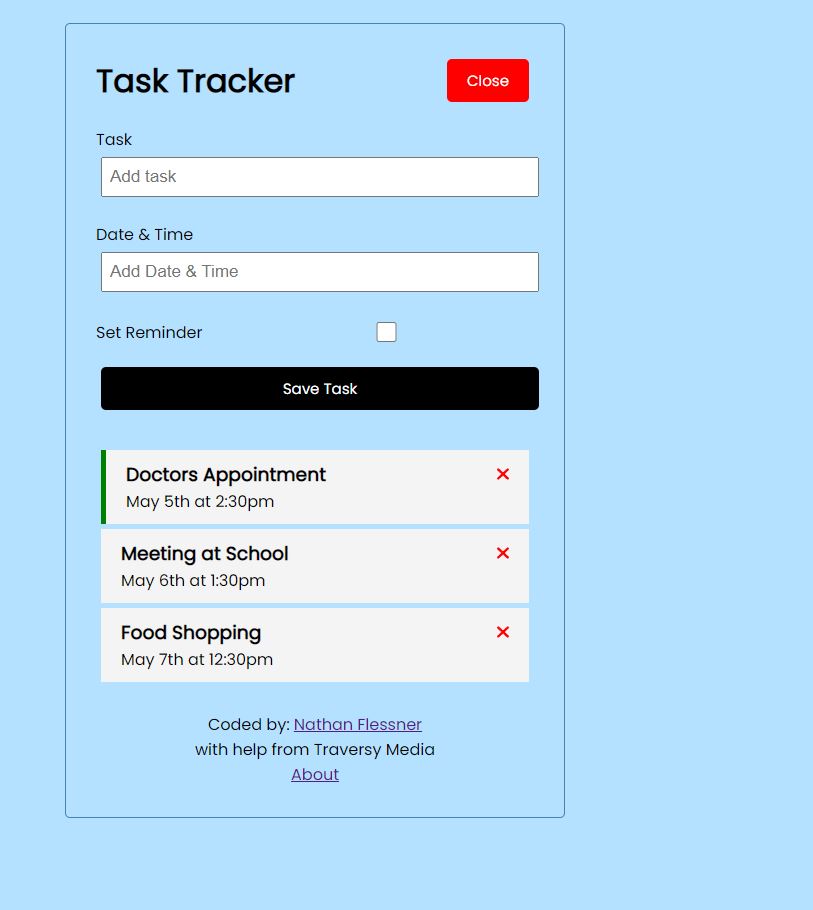 Task Tracker
Close
Task
Add task
Date & Time
Add Date & Time
Set Reminder
Save Task
Doctors Appointment
May 5th at 2:30pm
Meeting at School
May 6th at 1:30pm
Food Shopping
May 7th at 12:30pm
Coded by: Nathan Flessner
with help from Traversy Media
About